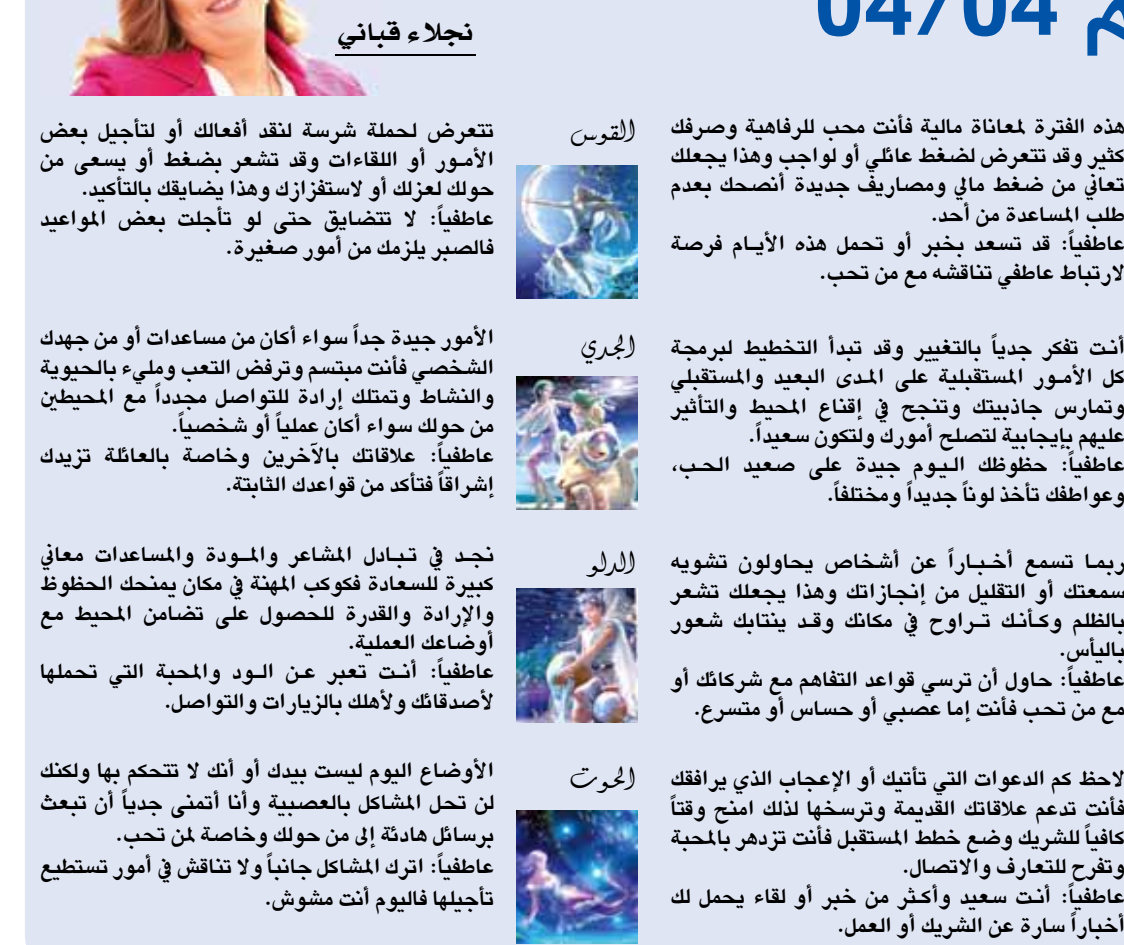 م 04/04
نجلاء قباني
هذه الفترة لمعاناة مالية فأنت محب للرفاهية وصرفك
كثير وقد تتعرض لضغط عائلي أو لواجب وهذا يجعلك
تعاني من ضغط مالي ومصاريف جديدة أنصحك بعدم
طلب المساعدة من أحد.
عاطفياً: قد تسعد بخبر أو تحمل هذه الأيام فرصة
لارتباط عاطفي تناقشه مع من تحب.
أنت تفكر جدياً بالتغيير وقد تبدأ التخطيط لبرمجة
كل الأمور المستقبلية على المدى البعيد والمستقبلي
وتمارس جاذبيتك وتنجح في إقناع المحيط والتأثير
عليهم بإيجابية لتصلح أمورك ولتكون سعيداً.
عاطفياً: حظوظك اليوم جيدة على صعيد الحب،
وعواطفك تأخذ لوناً جديداً ومختلفاً.
ربما تسمع أخباراً عن أشخاص يحاولون تشويه
سمعتك أو التقليل من إنجازاتك وهذا يجعلك تشعر
بالظلم وكأنك تراوح في مكانك وقد ينتابك شعور
باليأس.
عاطفياً: حاول أن ترسي قواعد التفاهم مع شركائك أو
مع من تحب فأنت إما عصبي أو حساس أو متسرع.
لاحظ كم الدعوات التي تأتيك أو الإعجاب الذي يرافقك
فأنت تدعم علاقاتك القديمة وترسخها لذلك امنح وقتاً
كافياً للشريك وضع خطط المستقبل فأنت تزدهر بالمحبة
وتفرح للتعارف والاتصال.
عاطفياً: أنت سعيد وأكثر من خبر أو لقاء يحمل لك
أخباراً سارة عن الشريك أو العمل.
القوس
تتعرض لحملة شرسة لنقد أفعالك أو لتأجيل بعض
الأمور أو اللقاءات وقد تشعر بضغط أو يسعى من
حولك لعزلك أو لاستفزازك وهذا يضايقك بالتأكيد.
عاطفياً: لا تتضايق حتى لو تأجلت بعض المواعيد
فالصبر يلزمك من أمور صغيرة.
الجدي
الأمور جيدة جداً سواء أكان من مساعدات أو من جهدك
الشخصي فأنت مبتسم وترفض التعب ومليء بالحيوية
والنشاط وتمتلك إرادة للتواصل مجدداً مع المحيطين
من حولك سواء أكان عملياً أو شخصياً.
عاطفياً: علاقاتك بالآخرين وخاصة بالعائلة تزيدك
إشراقاً فتأكد من قواعدك الثابتة.
الدلو
نجد في تبادل المشاعر والمودة والمساعدات معاني
كبيرة للسعادة فكوكب المهنة في مكان يمنحك الحظوظ
والإرادة والقدرة للحصول على تضامن المحيط مع
أوضاعك العملية.
عاطفياً: أنت تعبر عن الود والمحبة التي تحملها
لأصدقائك ولأهلك بالزيارات والتواصل.
الحوت
الأوضاع اليوم ليست بيدك أو أنك لا تتحكم بها ولكنك
لن تحل المشاكل بالعصبية وأنا أتمنى جدياً أن تبعث
برسائل هادئة إلى من حولك وخاصة لمن تحب.
عاطفياً: اترك المشاكل جانباً ولا تناقش في أمور تستطيع
تأجيلها فاليوم أنت مشوش.